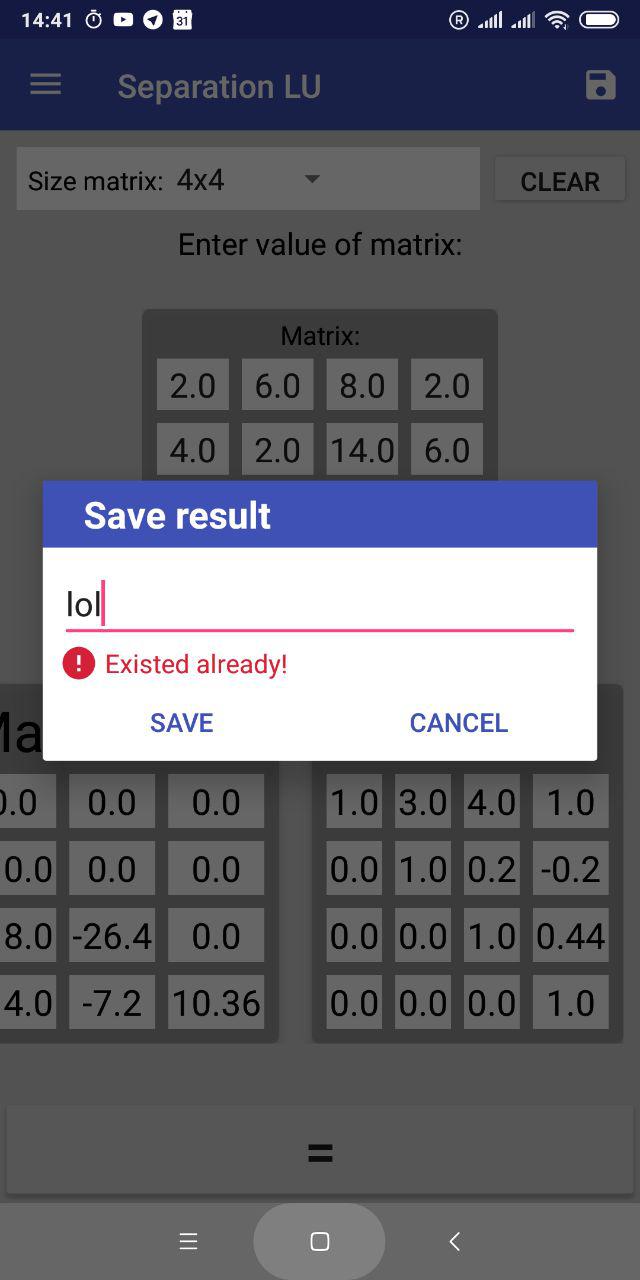 14:41 31 R
Separation LU
Size matrix: 4x4 CLEAR
Enter value of matrix:
Matrix:
2.0 6.0 8.0 2.0
4.0 2.0 14.0 6.0
Save result
lol
! Existed already!
SAVE CANCEL
Ma
0.0 0.0 1.0 3.0 4.0 1.0
0.0 0.0 0.0 0.0 1.0 0.2 -0.2
8.0 -26.4 0.0 0.0 0.0 1.0 0.44
4.0 -7.2 10.36 0.0 0.0 0.0 1.0
=